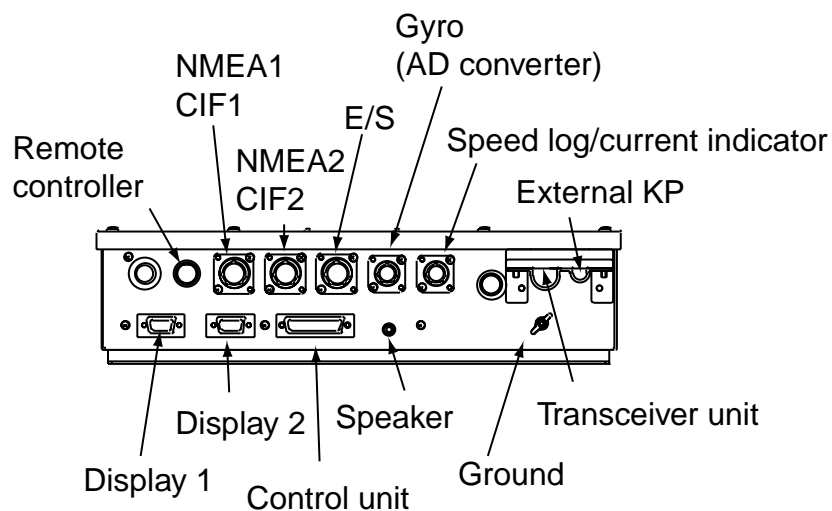 Gyro
(AD converter)
NMEA1
CIF1
E/S
Speed log/current indicator
Remote
controller
NMEA2
CIF2
External KP
Display 2
Speaker
Transceiver unit
Display 1
Control unit
Ground